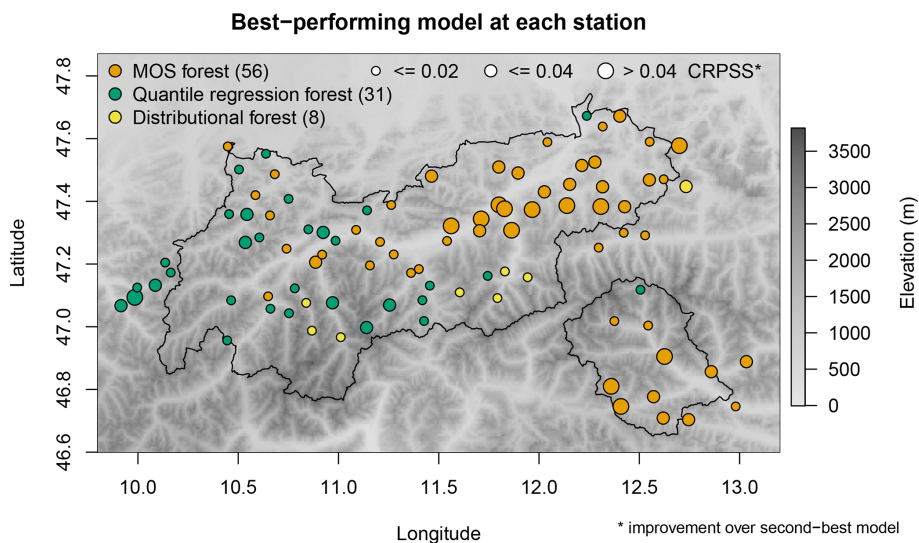 Best−performing model at each station
MOS forest (56)
<= 0.02 <= 0.04 > 0.04 CRPSS*
Quantile regression forest (31)
Distributional forest (8)
47.8
47.6
47.4
47.2
47.0
46.8
46.6
Latitude
10.0 10.5 11.0 11.5 12.0 12.5 13.0
Longitude
3500
3000
2500
2000
1500
1000
500
0
Elevation (m)
* improvement over second−best model